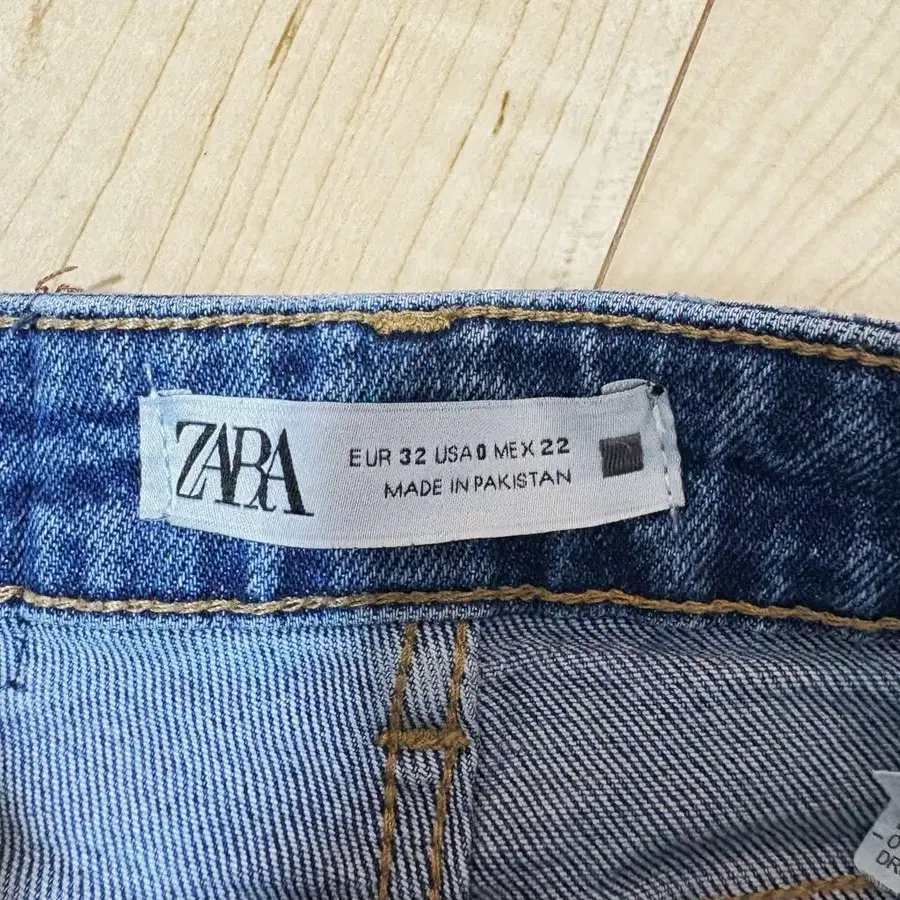 ZARA
EUR 32 USA 0 MEX 22
MADE IN PAKISTAN